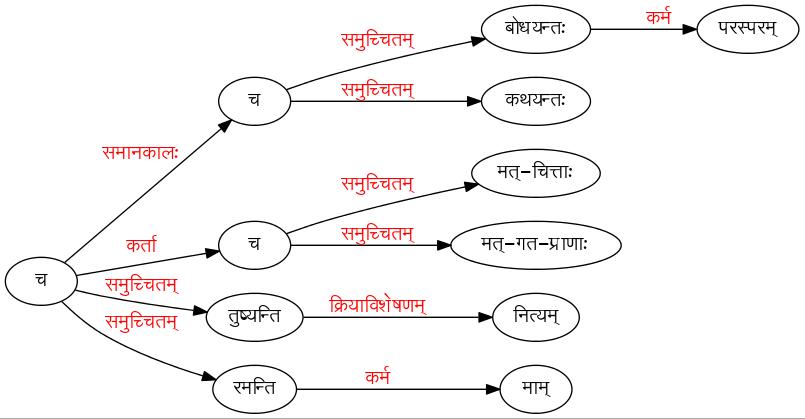 बोधयन्तः
कर्म
परस्परम्
समुच्चितम्
समुच्चितम्
च
कथयन्तः
समानकालः
समुच्चितम्
मत्-चित्ताः
कर्ता
च
समुच्चितम्
मत्-गत-प्राणाः
च
समुच्चितम्
तुष्यन्ति
क्रियाविशेषणम्
नित्यम्
समुच्चितम्
रमन्ति
कर्म
माम्